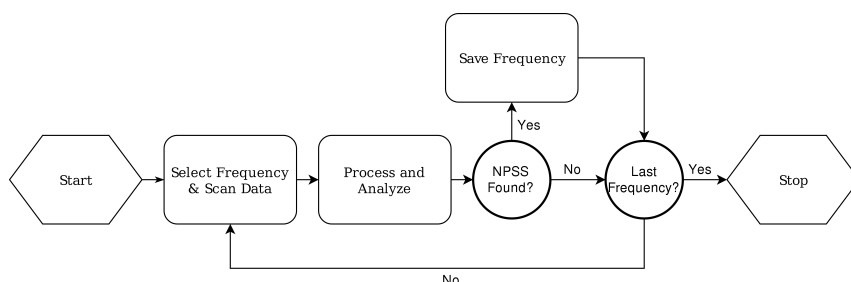 Save Frequency
Yes
Start
Select Frequency
& Scan Data
Process and
Analyze
NPSS
Found?
No
Last
Frequency?
Yes
Stop
No